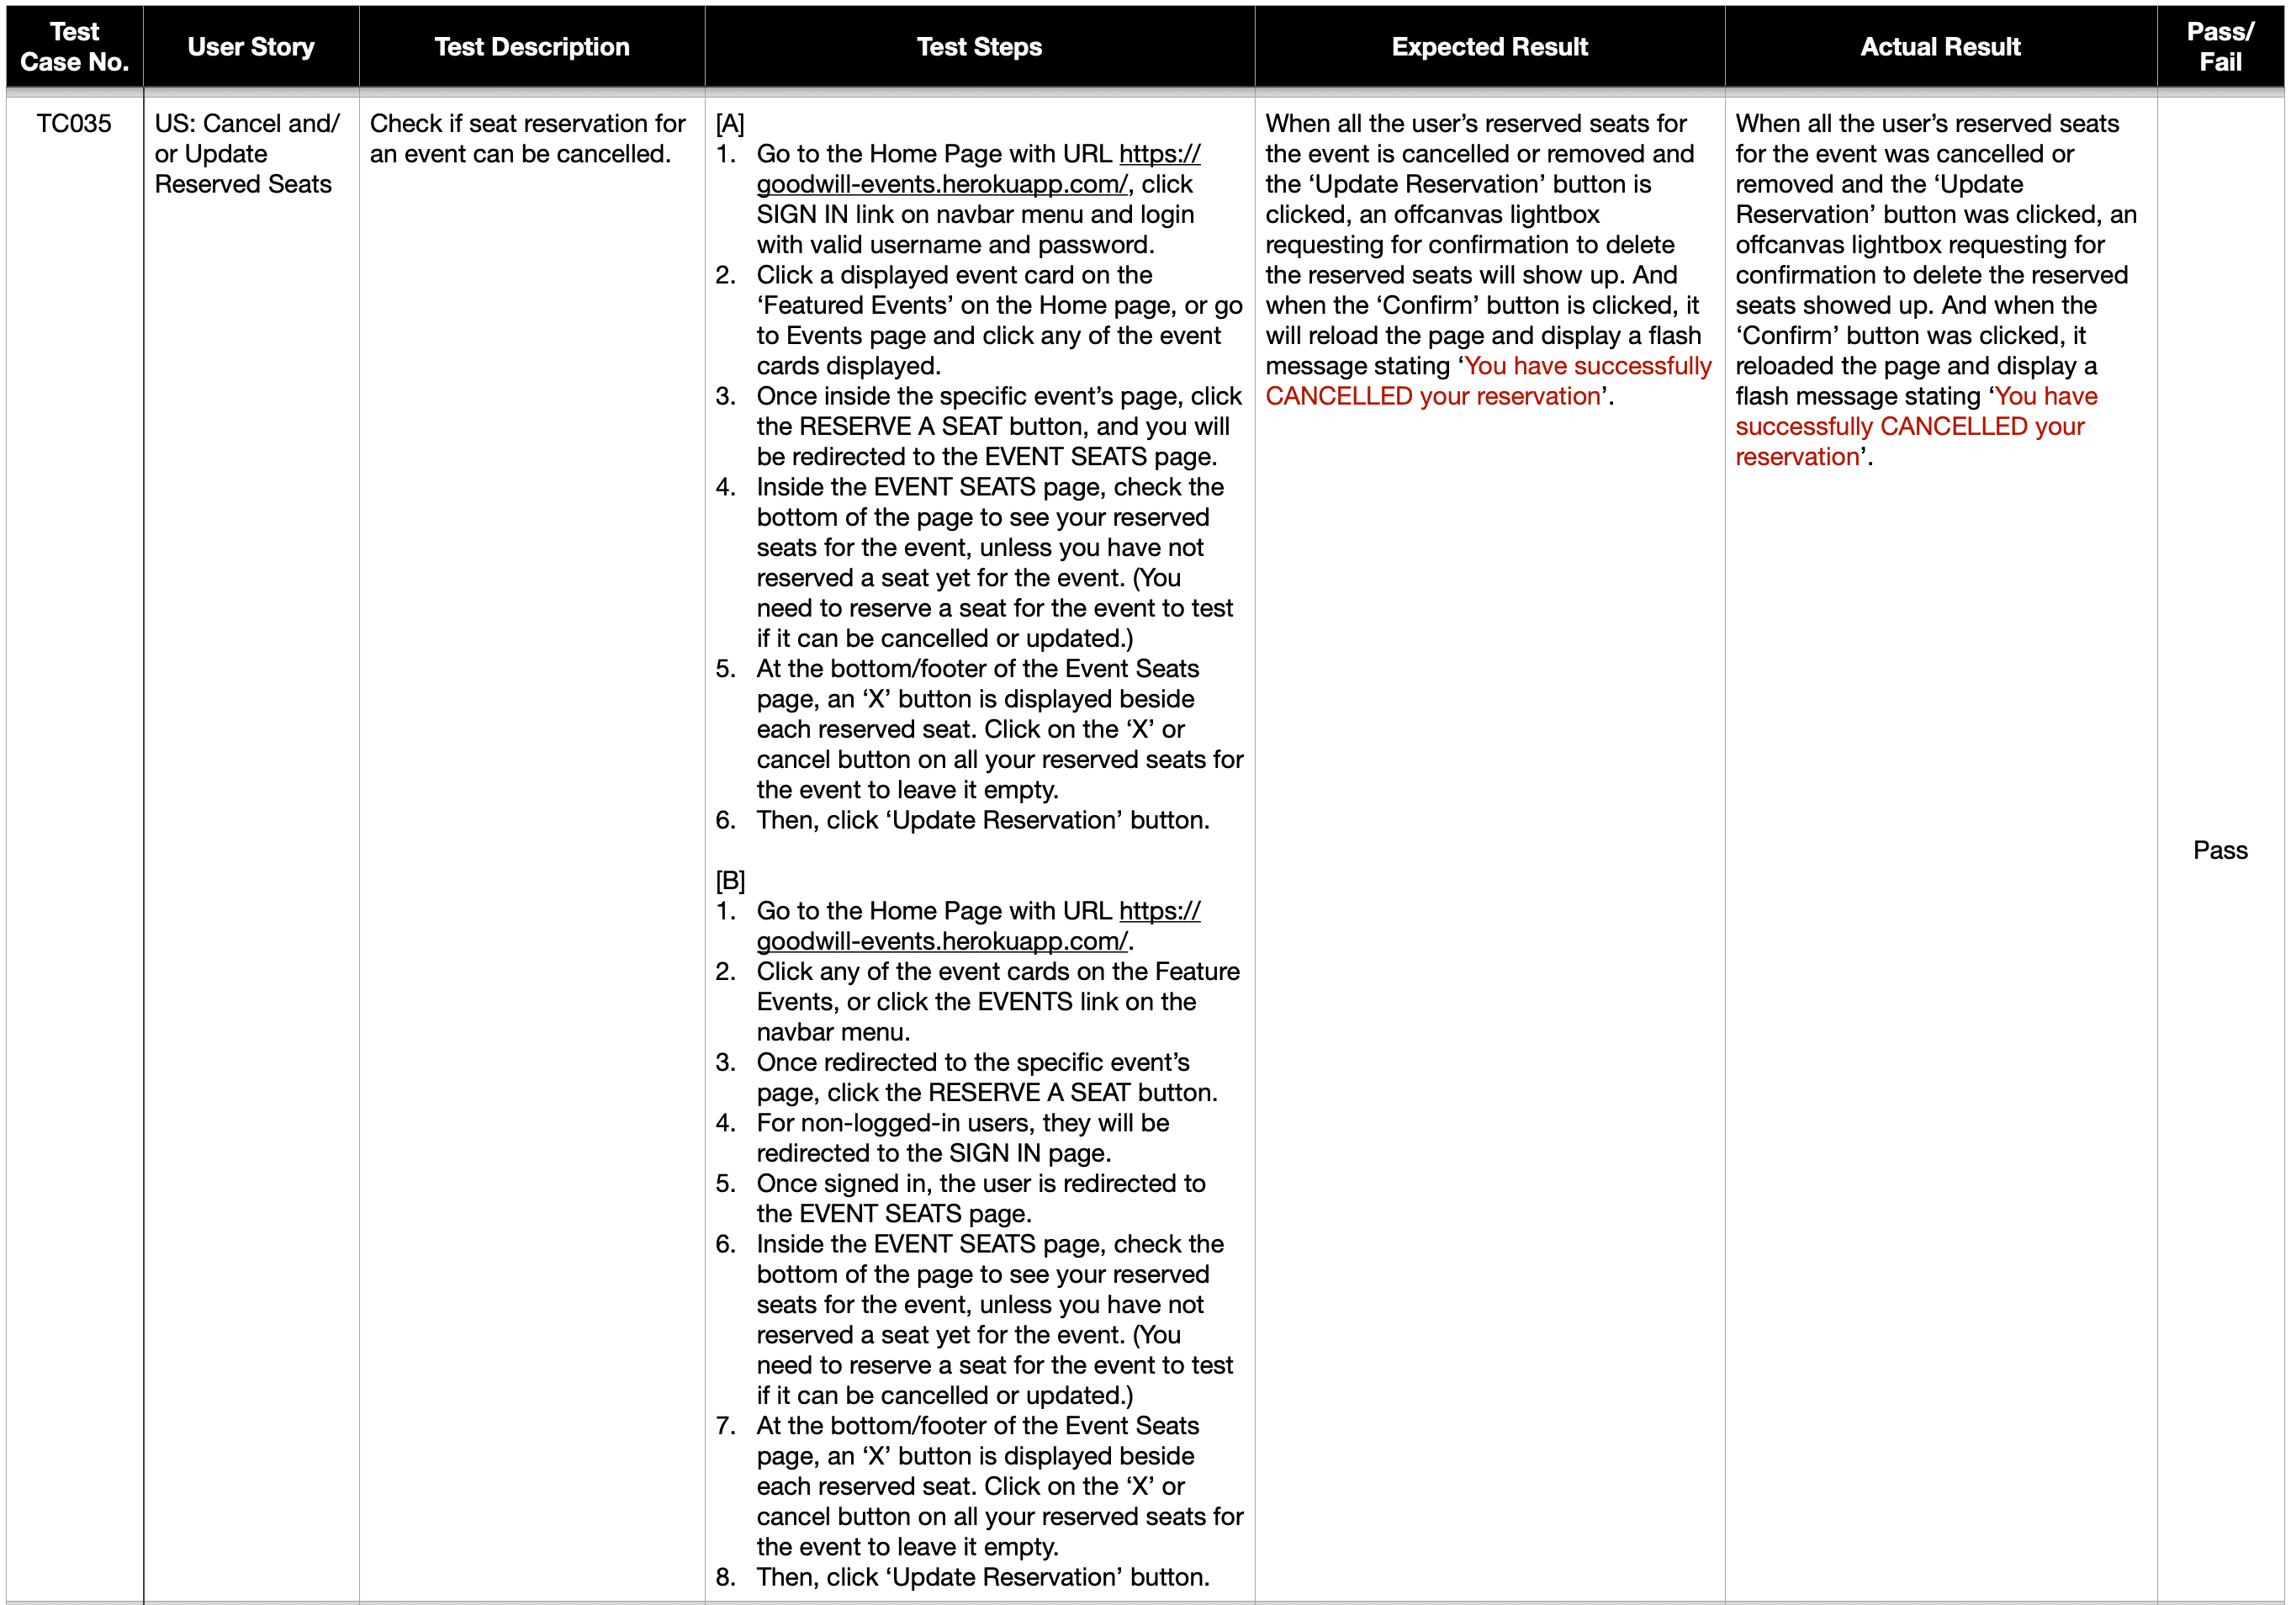 Test
Case No.
User Story
Test Description
Test Steps
Expected Result
Actual Result
Pass/
Fail
TC035
US: Cancel and/
or Update
Reserved Seats
Check if seat reservation for
an event can be cancelled.
[A]
1. Go to the Home Page with URL https://
goodwill-events.herokuapp.com/, click
SIGN IN link on navbar menu and login
with valid username and password.
2. Click a displayed event card on the
‘Featured Events’ on the Home page, or go
to Events page and click any of the event
cards displayed.
3. Once inside the specific event’s page, click
the RESERVE A SEAT button, and you will
be redirected to the EVENT SEATS page.
4. Inside the EVENT SEATS page, check the
bottom of the page to see your reserved
seats for the event, unless you have not
reserved a seat yet for the event. (You
need to reserve a seat for the event to test
if it can be cancelled or updated.)
5. At the bottom/footer of the Event Seats
page, an ‘X’ button is displayed beside
each reserved seat. Click on the ‘X’ or
cancel button on all your reserved seats for
the event to leave it empty.
6. Then, click ‘Update Reservation’ button.
[B]
1. Go to the Home Page with URL https://
goodwill-events.herokuapp.com/.
2. Click any of the event cards on the Feature
Events, or click the EVENTS link on the
navbar menu.
3. Once redirected to the specific event’s
page, click the RESERVE A SEAT button.
4. For non-logged-in users, they will be
redirected to the SIGN IN page.
5. Once signed in, the user is redirected to
the EVENT SEATS page.
6. Inside the EVENT SEATS page, check the
bottom of the page to see your reserved
seats for the event, unless you have not
reserved a seat yet for the event. (You
need to reserve a seat for the event to test
if it can be cancelled or updated.)
7. At the bottom/footer of the Event Seats
page, an ‘X’ button is displayed beside
each reserved seat. Click on the ‘X’ or
cancel button on all your reserved seats for
the event to leave it empty.
8. Then, click ‘Update Reservation’ button.
When all the user’s reserved seats for
the event is cancelled or removed and
the ‘Update Reservation’ button is
clicked, an offcanvas lightbox
requesting for confirmation to delete
the reserved seats will show up. And
when the ‘Confirm’ button is clicked, it
will reload the page and display a flash
message stating ‘You have successfully
CANCELLED your reservation’.
When all the user’s reserved seats
for the event was cancelled or
removed and the ‘Update
Reservation’ button was clicked, an
offcanvas lightbox requesting for
confirmation to delete the reserved
seats showed up. And when the
‘Confirm’ button was clicked, it
reloaded the page and display a
flash message stating ‘You have
successfully CANCELLED your
reservation’.
Pass